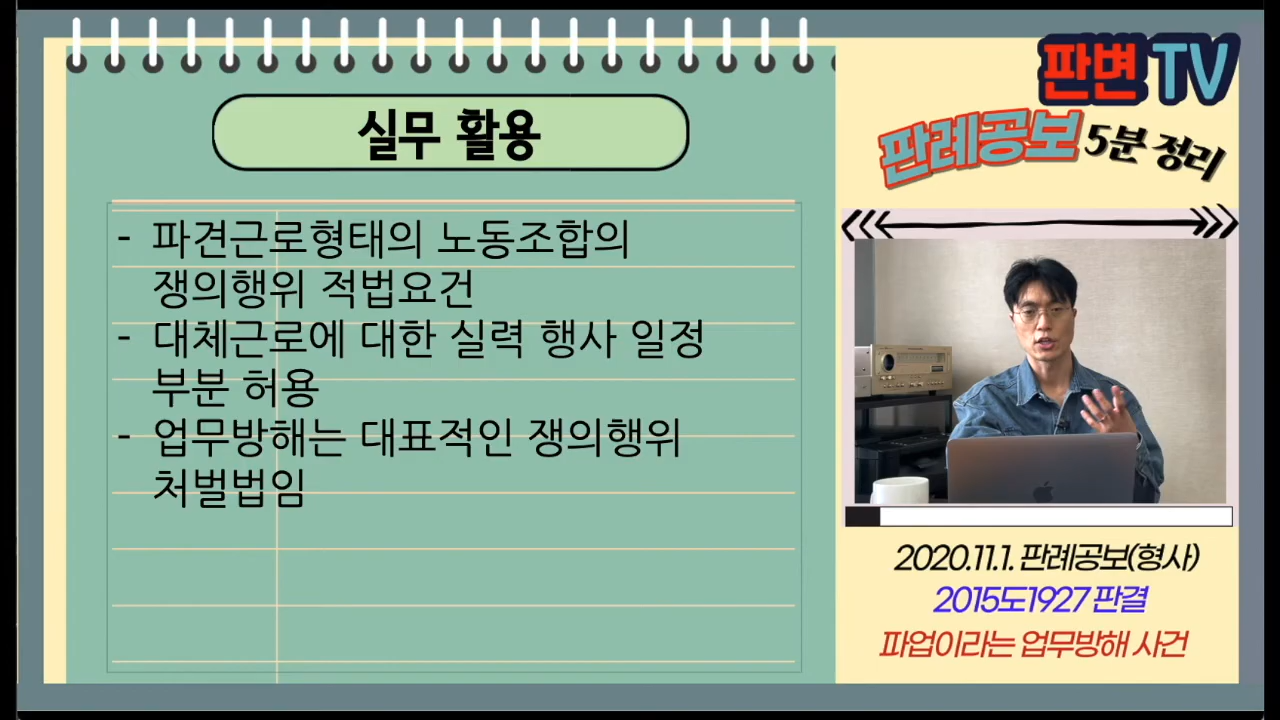 실무 활용
- 파견근로형태의 노동조합의
쟁의행위 적법요건
- 대체근로에 대한 실력 행사 일정
부분 허용
- 업무방해는 대표적인 쟁의행위
처벌법임
판변 TV
판례공보 5분 정리
2020.11.1. 판례공보(형사)
2015도1927 판결
파업이라는 업무방해 사건